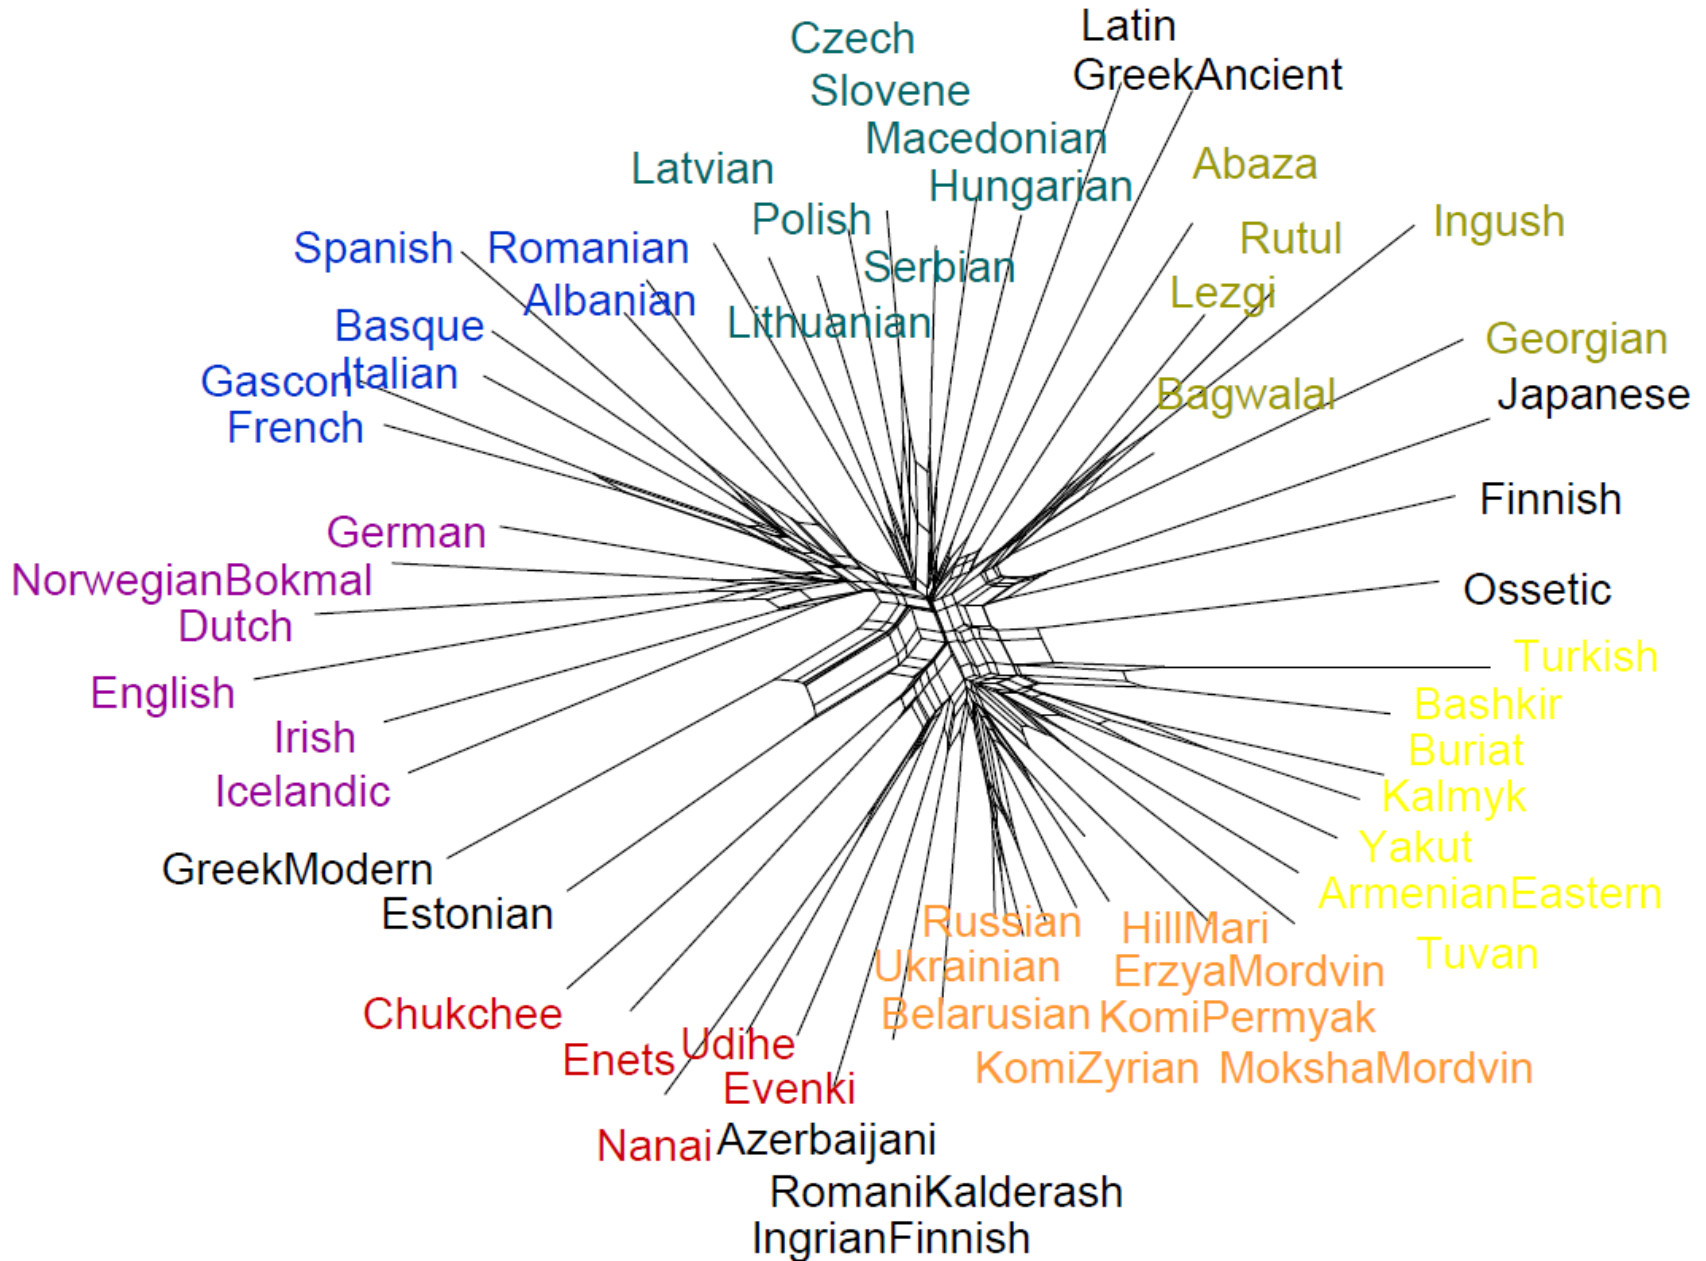 Latin
Czech
GreekAncient
Slovene
Macedonian
Abaza
Latvian
Hungarian
Polish
Ingush
Rutul
Spanish
Romanian
Serbian
Lezgi
Albanian
Lithuanian
Basque
Georgian
Italian
Gascon
Bagwalal
Japanese
French
Finnish
German
NorwegianBokmal
Ossetic
Dutch
Turkish
English
Bashkir
Irish
Buriat
Icelandic
Kalmyk
Yakut
GreekModern
ArmenianEastern
Estonian
Russian
HillMari
Tuvan
Ukrainian
ErzyaMordvin
Chukchee
Belarusian
KomiPermyak
Udihe
Enets
KomiZyrian
MokshaMordvin
Evenki
Azerbaijani
Nanai
RomaniKalderash
IngrianFinnish